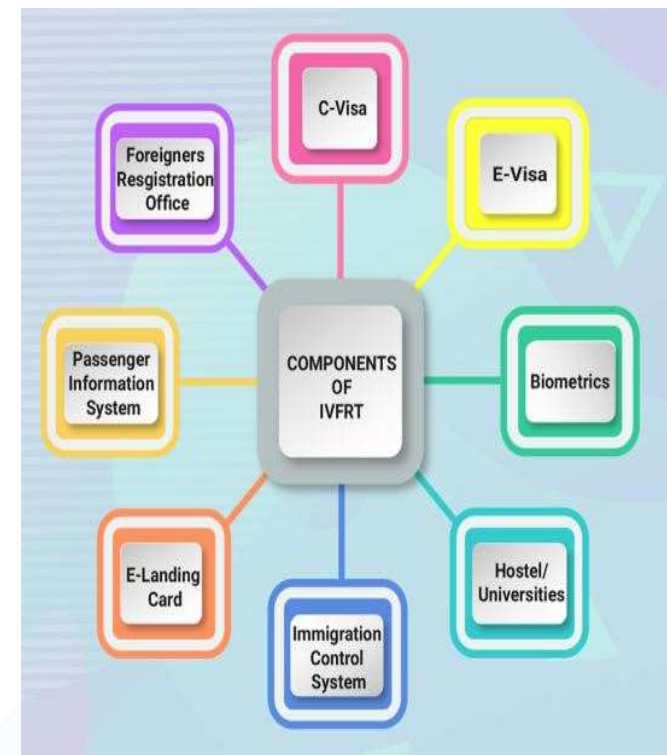 C-Visa
E-Visa
Foreigners
Resgistration
Office
COMPONENTS
OF
IVFRT
Passenger
Information
System
Biometrics
E-Landing
Card
Hostel/
Universities
Immigration
Control
System